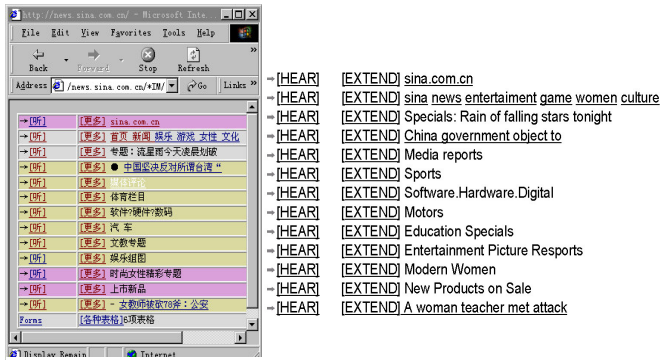 http://news.sina.com.cn/ - Microsoft Inte...
File Edit View Favorites Tools Help
Back Forward Stop Refresh »
Address /news.sina.com.cn/*IM/ Go Links »
→[听] [更多] sina.com.cn
→[听] [更多] 首页 新闻 娱乐 游戏 女性 文化
→[听] [更多] 专题：流星雨今天凌晨划破
→[听] [更多] ● 中国坚决反对所谓台湾“
→[听] [更多] 媒体评论
→[听] [更多] 体育栏目
→[听] [更多] 软件?硬件?数码
→[听] [更多] 汽 车
→[听] [更多] 文教专题
→[听] [更多] 娱乐组图
→[听] [更多] 时尚女性精彩专题
→[听] [更多] 上市新品
→[听] [更多] - 女教师被砍78斧：公安
Forms [各种表格]6项表格
Display Remain Internet
⇒[HEAR] [EXTEND] sina.com.cn
⇒[HEAR] [EXTEND] sina news entertaiment game women culture
⇒[HEAR] [EXTEND] Specials: Rain of falling stars tonight
⇒[HEAR] [EXTEND] China government object to
⇒[HEAR] [EXTEND] Media reports
⇒[HEAR] [EXTEND] Sports
⇒[HEAR] [EXTEND] Software.Hardware.Digital
⇒[HEAR] [EXTEND] Motors
⇒[HEAR] [EXTEND] Education Specials
⇒[HEAR] [EXTEND] Entertainment Picture Resports
⇒[HEAR] [EXTEND] Modern Women
⇒[HEAR] [EXTEND] New Products on Sale
⇒[HEAR] [EXTEND] A woman teacher met attack